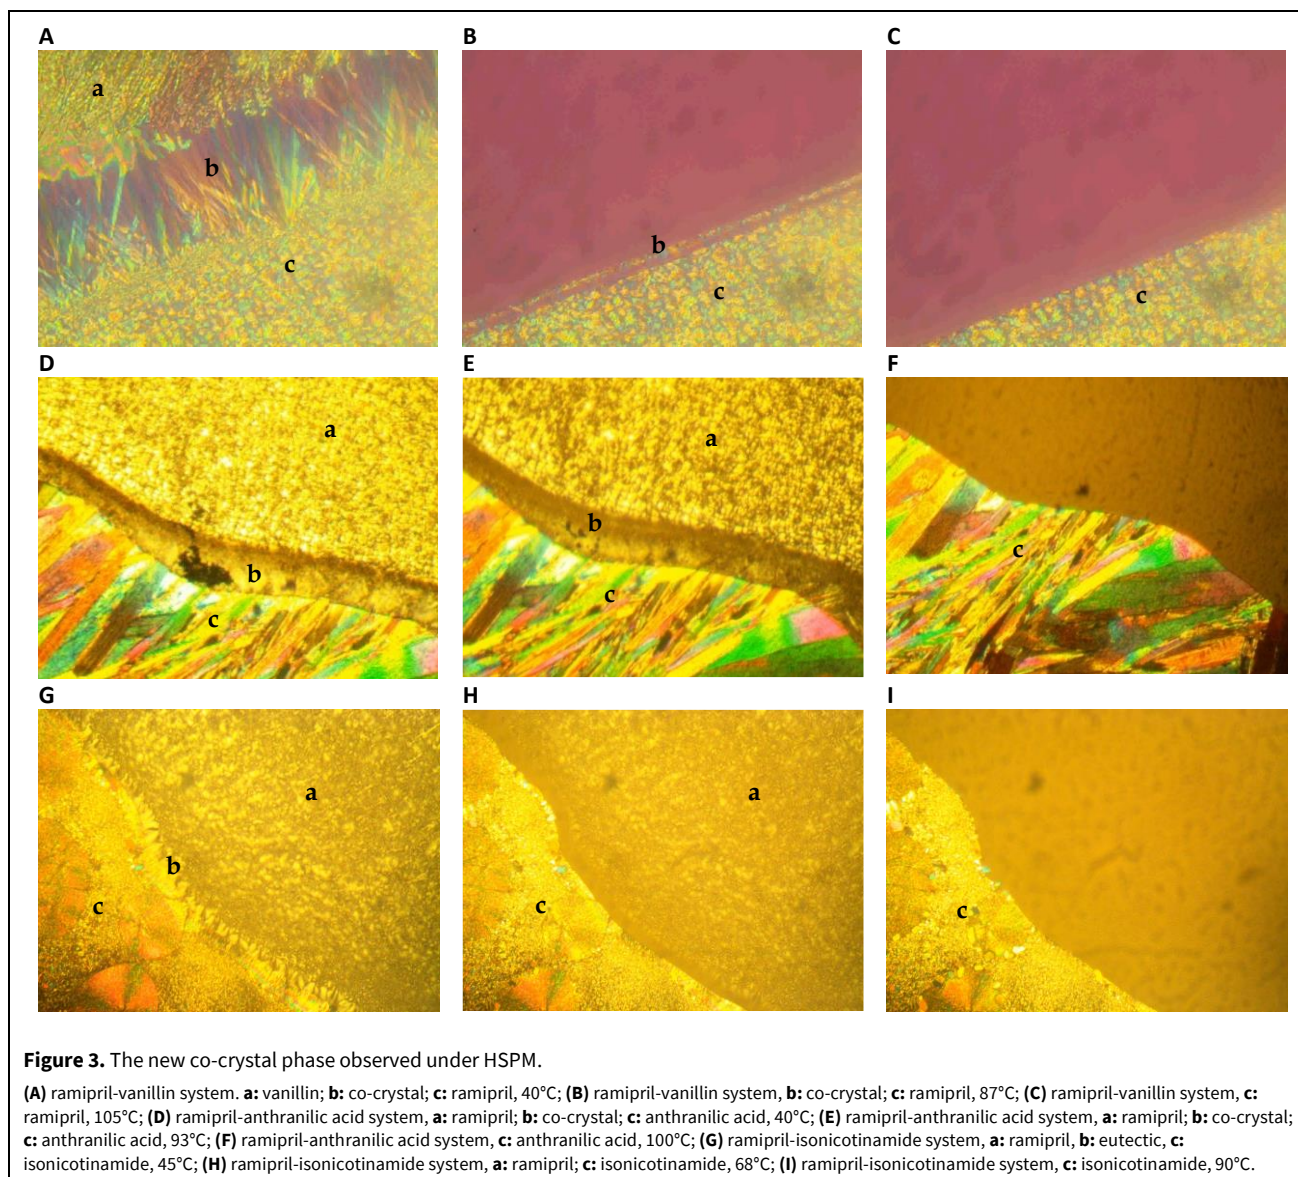 A B C
a
b
c
b
c
c
D E F
a
b
c
a
b
c
c
G H I
a
b
c
a
c
c
Figure 3. The new co-crystal phase observed under HSPM.
(A) ramipril-vanillin system. a: vanillin; b: co-crystal; c: ramipril, 40°C; (B) ramipril-vanillin system, b: co-crystal; c: ramipril, 87°C; (C) ramipril-vanillin system, c:
ramipril, 105°C; (D) ramipril-anthranilic acid system, a: ramipril; b: co-crystal; c: anthranilic acid, 40°C; (E) ramipril-anthranilic acid system, a: ramipril; b: co-crystal;
c: anthranilic acid, 93°C; (F) ramipril-anthranilic acid system, c: anthranilic acid, 100°C; (G) ramipril-isonicotinamide system, a: ramipril, b: eutectic, c:
isonicotinamide, 45°C; (H) ramipril-isonicotinamide system, a: ramipril; c: isonicotinamide, 68°C; (I) ramipril-isonicotinamide system, c: isonicotinamide, 90°C.